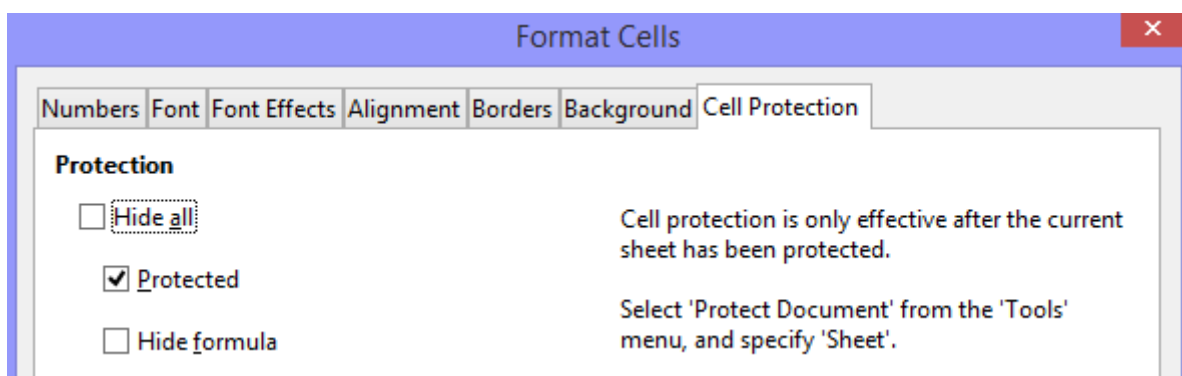 Format Cells
Numbers Font Font Effects Alignment Borders Background Cell Protection
Protection
Hide all
Cell protection is only effective after the current
sheet has been protected.
Protected
Select 'Protect Document' from the 'Tools'
menu, and specify 'Sheet'.
Hide formula